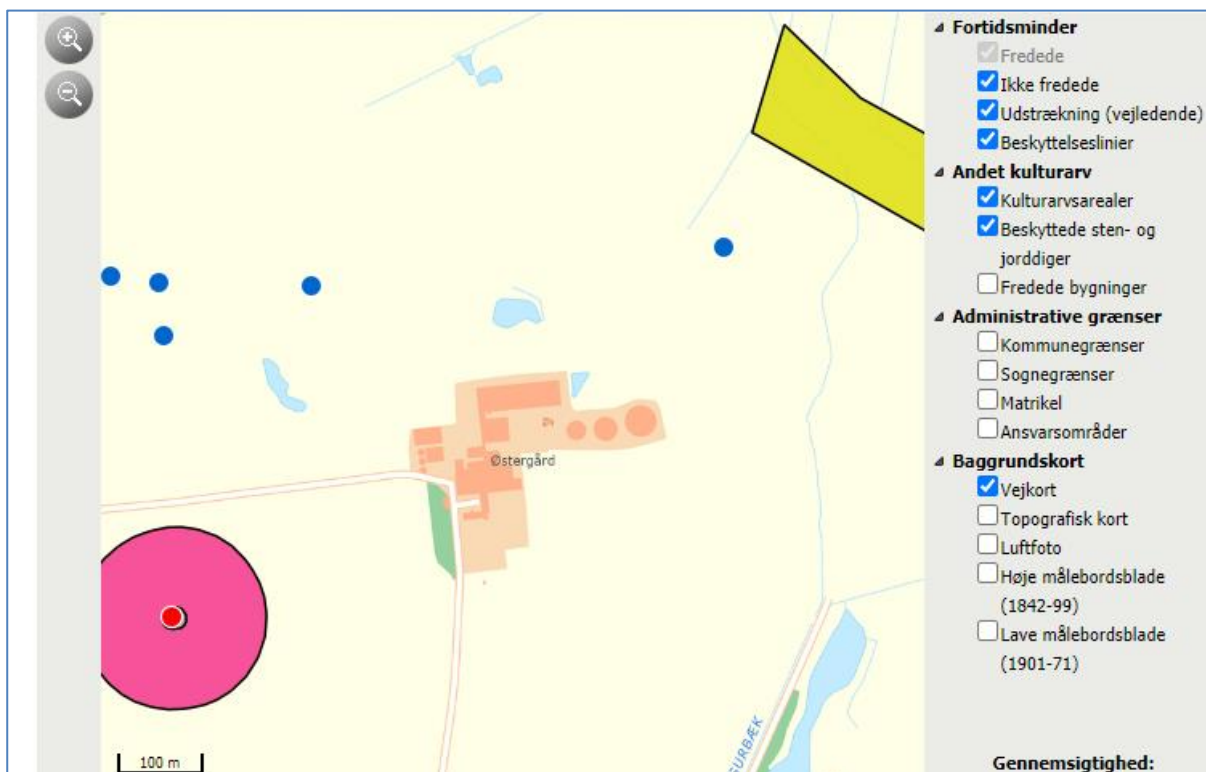 Fortidsminder
Fredede
Ikke fredede
Udstrækning (vejledende)
Beskyttelseslinier
Andet kulturarv
Kulturarvsarealer
Beskyttede sten- og
jorddiger
Fredede bygninger
Administrative grænser
Kommunegrænser
Sognegrænser
Matrikel
Ansvarsområder
Baggrundskort
Vejkort
Topografisk kort
Luftfoto
Høje målebordsblade
(1842-99)
Lave målebordsblade
(1901-71)
Gennemsigtighed:
Østergård
SURBÆK
100 m